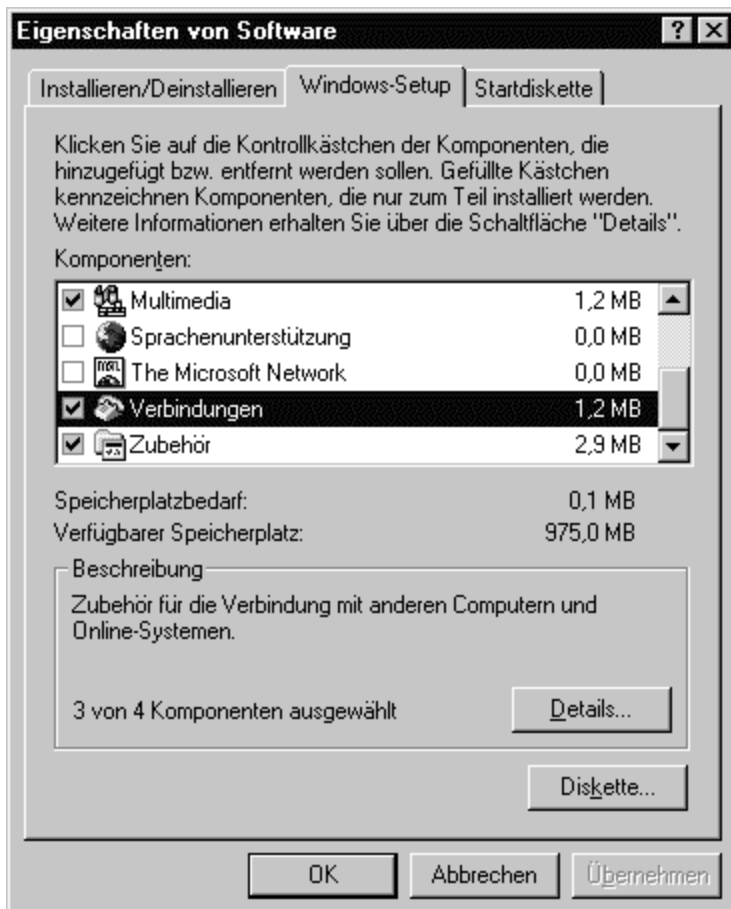 Eigenschaften von Software
Installieren/Deinstallieren Windows-Setup Startdiskette
Klicken Sie auf die Kontrollkästchen der Komponenten, die
hinzugefügt bzw. entfernt werden sollen. Gefüllte Kästchen
kennzeichnen Komponenten, die nur zum Teil installiert werden.
Weitere Informationen erhalten Sie über die Schaltfläche "Details".
Komponenten:
Multimedia 1,2 MB
Sprachenunterstützung 0,0 MB
msn. The Microsoft Network 0,0 MB
Verbindungen 1,2 MB
Zubehör 2,9 MB
Speicherplatzbedarf: 0,1 MB
Verfügbarer Speicherplatz: 975,0 MB
Beschreibung
Zubehör für die Verbindung mit anderen Computern und
Online-Systemen.
3 von 4 Komponenten ausgewählt Details...
Diskette...
OK Abbrechen Übernehmen